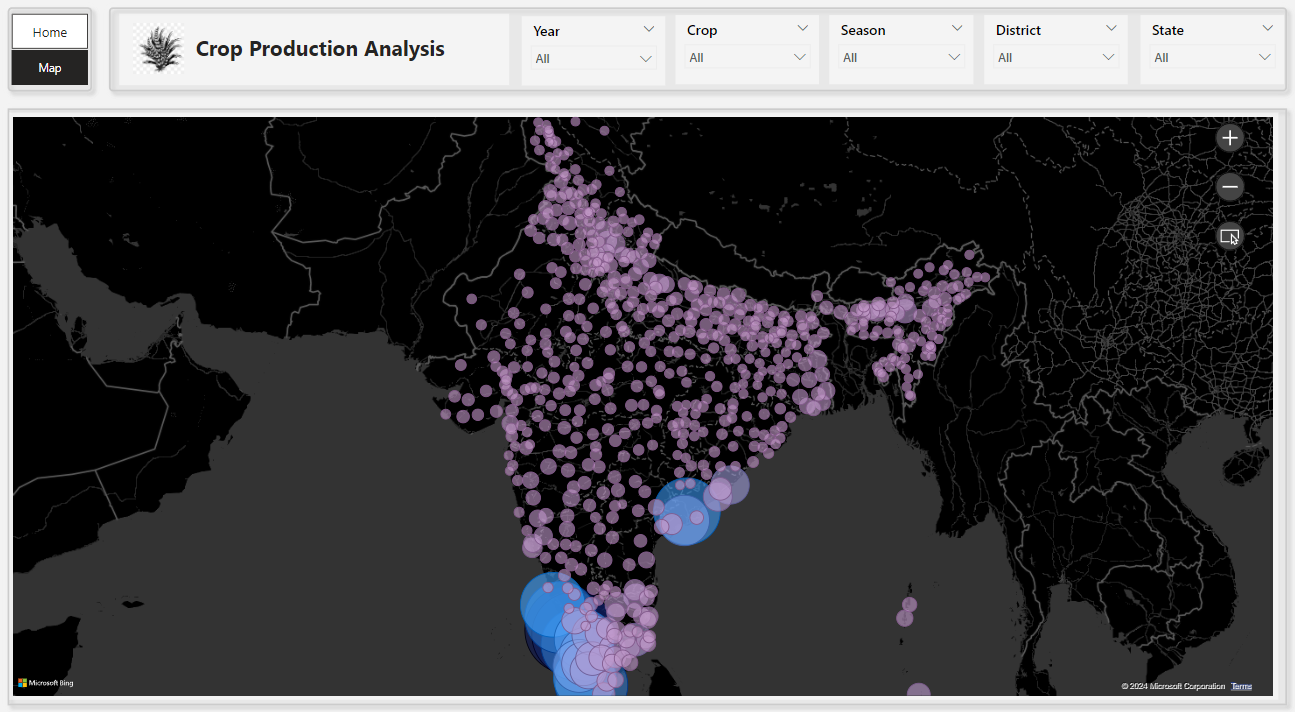 Home
Map
Crop Production Analysis
Year
All
Crop
All
Season
All
District
All
State
All
Microsoft Bing
© 2024 Microsoft Corporation Terms